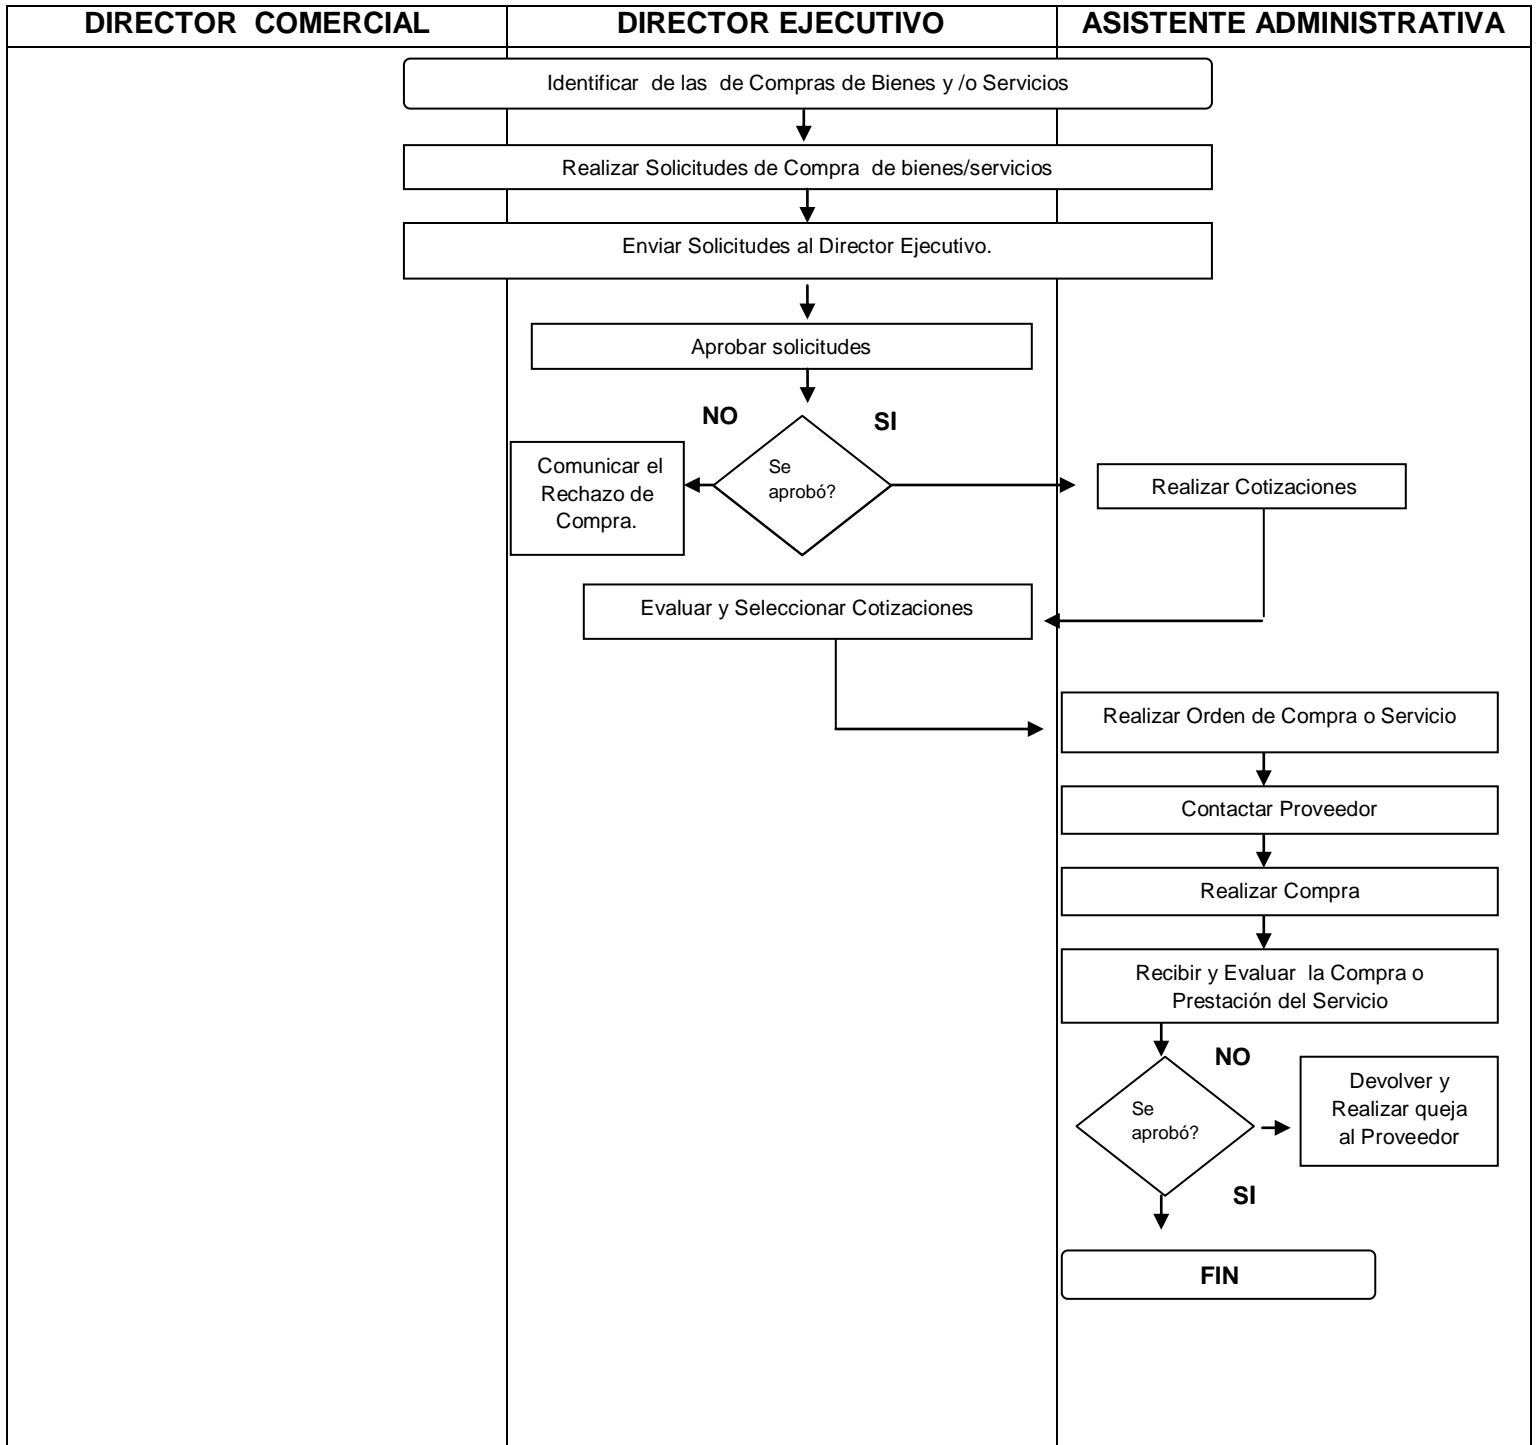 DIRECTOR COMERCIAL
DIRECTOR EJECUTIVO
ASISTENTE ADMINISTRATIVA
Identificar de las de Compras de Bienes y /o Servicios
Realizar Solicitudes de Compra de bienes/servicios
Enviar Solicitudes al Director Ejecutivo.
Aprobar solicitudes
NO
SI
Se
aprobó?
Comunicar el
Rechazo de
Compra.
Realizar Cotizaciones
Evaluar y Seleccionar Cotizaciones
Realizar Orden de Compra o Servicio
Contactar Proveedor
Realizar Compra
Recibir y Evaluar la Compra o
Prestación del Servicio
NO
Se
aprobó?
Devolver y
Realizar queja
al Proveedor
SI
FIN